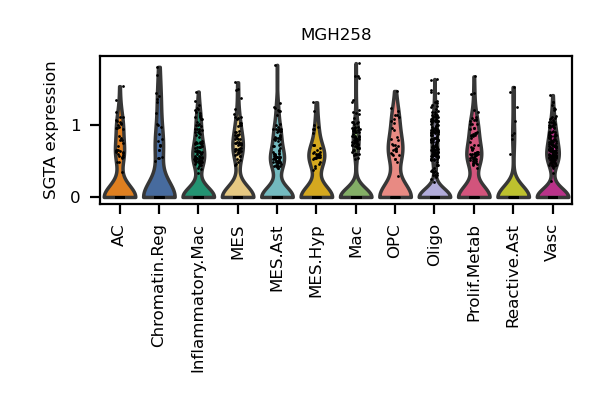 MGH258
SGTA expression
1
0
AC
Chromatin.Reg
Inflammatory.Mac
MES
MES.Ast
MES.Hyp
Mac
OPC
Oligo
Prolif.Metab
Reactive.Ast
Vasc